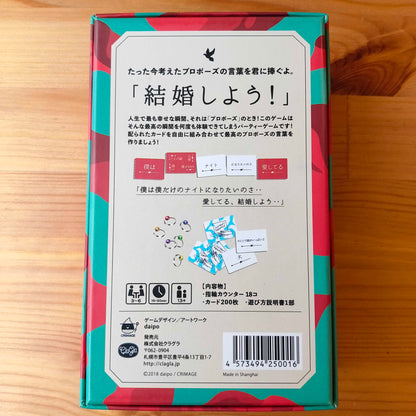 たった今考えたプロポーズの言葉を君に捧ぐよ。
「結婚しよう！」
人生で最も幸せな瞬間、それは「プロポーズ」のとき！このゲームは
そんな最高の瞬間を何度も体験できてしまうパーティーゲームです！
配られたカードを自由に組み合わせて最高のプロポーズの言葉を
作りましょう！
僕は
ナイト
愛してる
「僕は僕だけのナイトになりたいのさ‥
愛してる、結婚しよう‥」
3~6
13+
【内容物】
・指輪カウンター 18コ
・カード200枚 ・遊び方説明書1部
ゲームデザイン／アートワーク
daipo
発売元
株式会社クラグラ
〒062-0904
札幌市豊平区豊平4条13丁目1-7
http://clagla.jp
©2018 daipo / CRIMAGE
4 573494 250016
Made in Shanghai